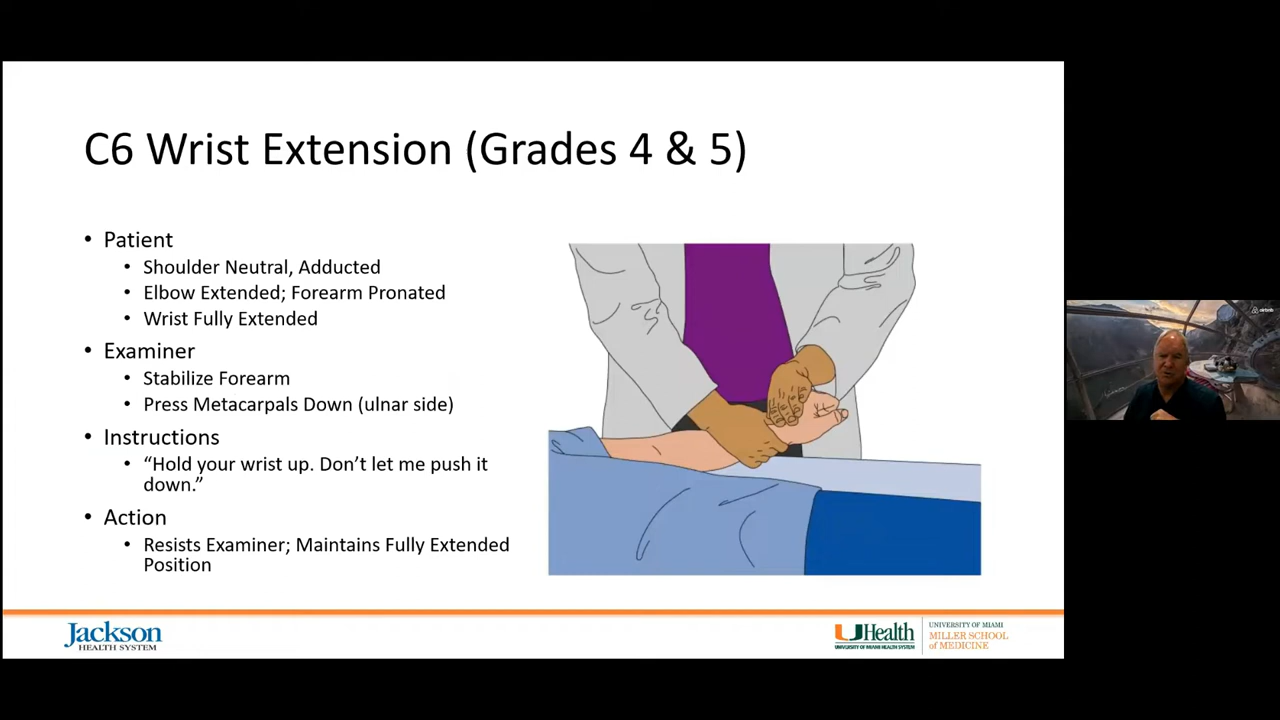 C6 Wrist Extension (Grades 4 & 5)
• Patient
• Shoulder Neutral, Adducted
• Elbow Extended; Forearm Pronated
• Wrist Fully Extended
• Examiner
• Stabilize Forearm
• Press Metacarpals Down (ulnar side)
• Instructions
• “Hold your wrist up. Don’t let me push it
down.”
• Action
• Resists Examiner; Maintains Fully Extended
Position
airbnb
Jackson
HEALTH SYSTEM
UHealth
UNIVERSITY OF MIAMI HEALTH SYSTEM
UNIVERSITY OF MIAMI
MILLER SCHOOL
of MEDICINE